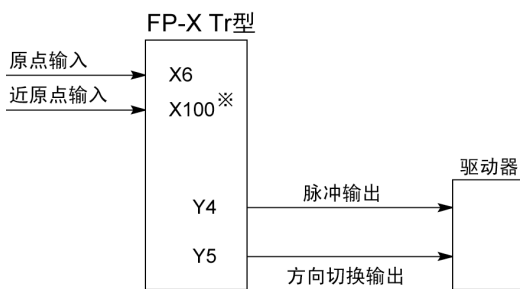 FP-X Tr型
原点输入
X6
近原点输入
X100※
驱动器
Y4
脉冲输出
Y5
方向切换输出